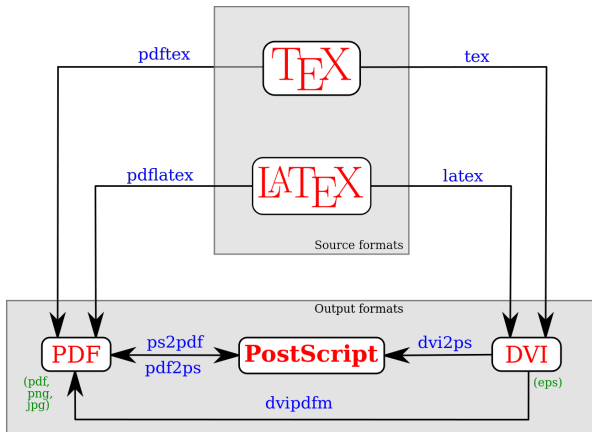 pdftex
TEX
tex
pdflatex
LATEX
latex
Source formats
Output formats
PDF
ps2pdf
pdf2ps
PostScript
dvi2ps
DVI
(pdf,
png,
jpg)
(eps)
dvipdfm